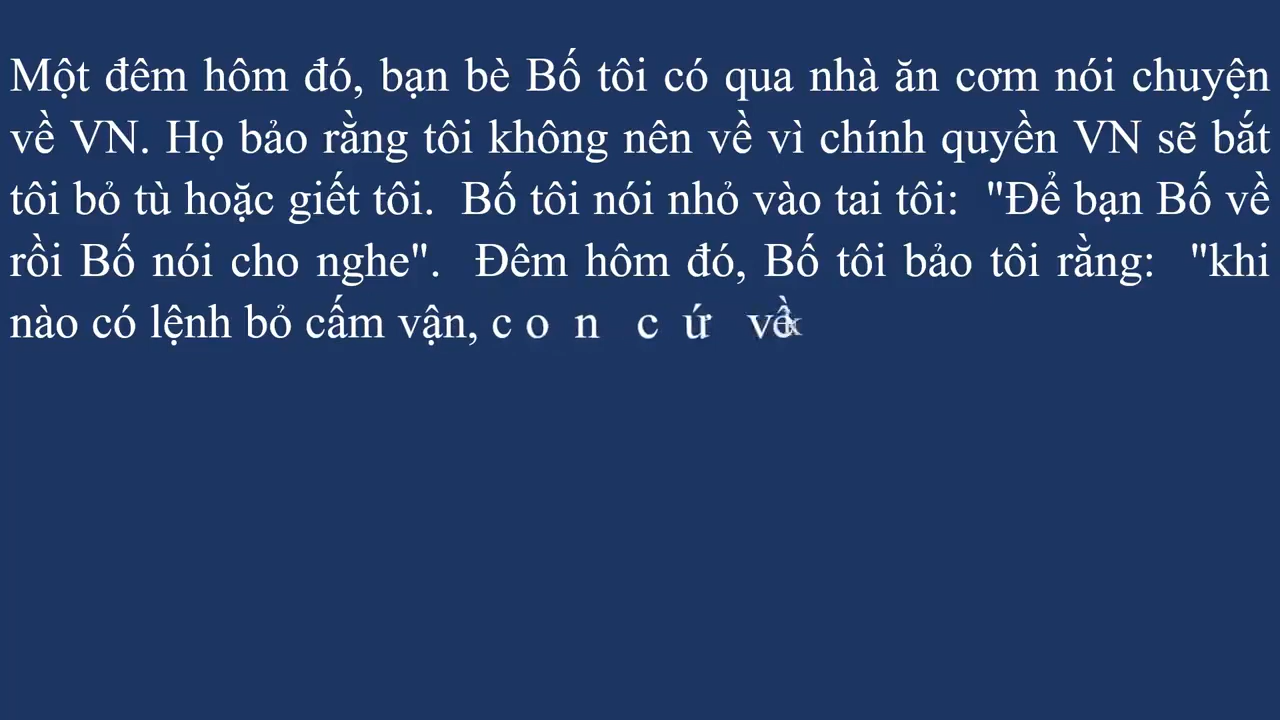 Một đêm hôm đó, bạn bè Bố tôi có qua nhà ăn cơm nói chuyện
về VN. Họ bảo rằng tôi không nên về vì chính quyền VN sẽ bắt
tôi bỏ tù hoặc giết tôi.  Bố tôi nói nhỏ vào tai tôi:  "Để bạn Bố về
rồi Bố nói cho nghe".  Đêm hôm đó, Bố tôi bảo tôi rằng:  "khi
nào có lệnh bỏ cấm vận, con cứ về